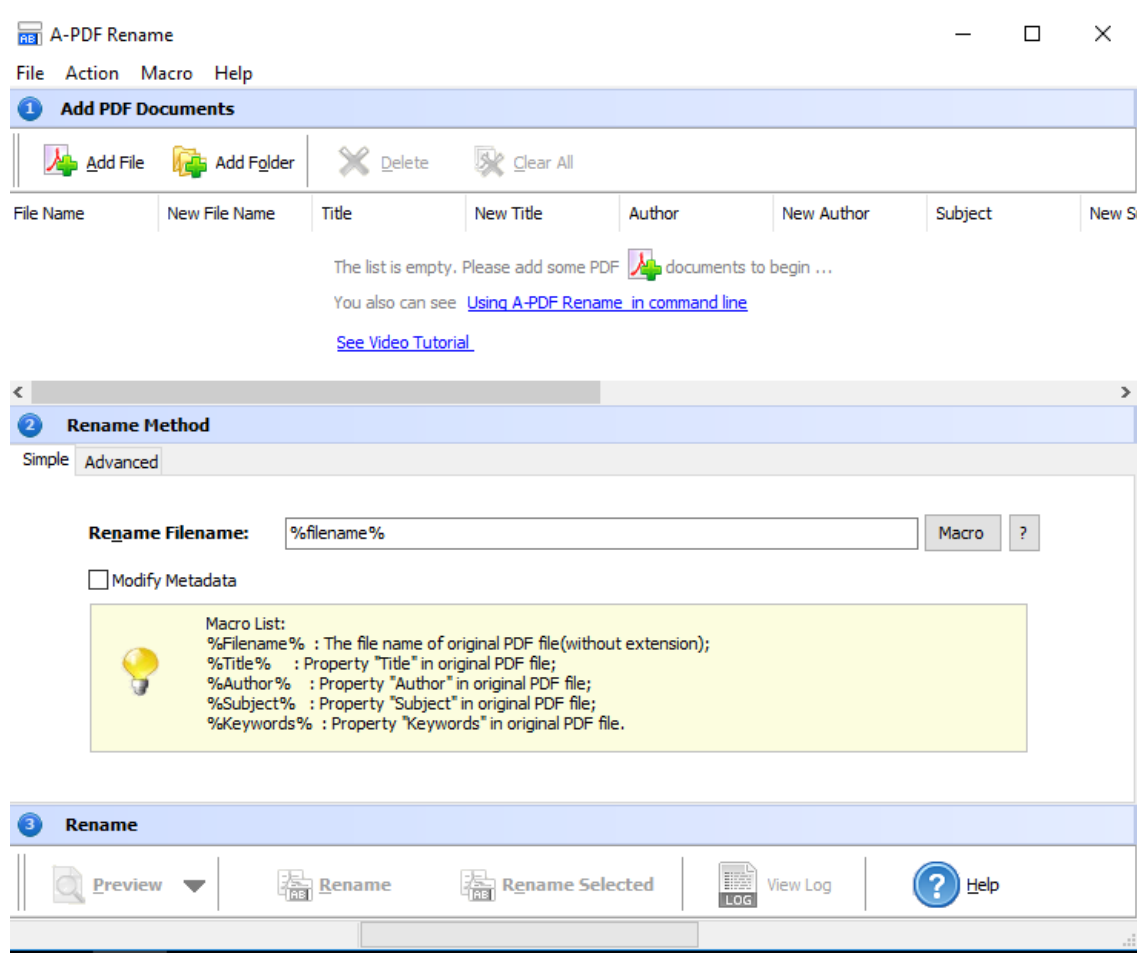 A-PDF Rename
File Action Macro Help
1 Add PDF Documents
Add File Add Folder Delete Clear All
File Name New File Name Title New Title Author New Author Subject New S
The list is empty. Please add some PDF documents to begin ...
You also can see Using A-PDF Rename in command line
See Video Tutorial
2 Rename Method
Simple Advanced
Rename Filename: %filename% Macro ?
Modify Metadata
Macro List:
%Filename% : The file name of original PDF file(without extension);
%Title% : Property "Title" in original PDF file;
%Author% : Property "Author" in original PDF file;
%Subject% : Property "Subject" in original PDF file;
%Keywords% : Property "Keywords" in original PDF file.
3 Rename
Preview Rename Rename Selected View Log Help